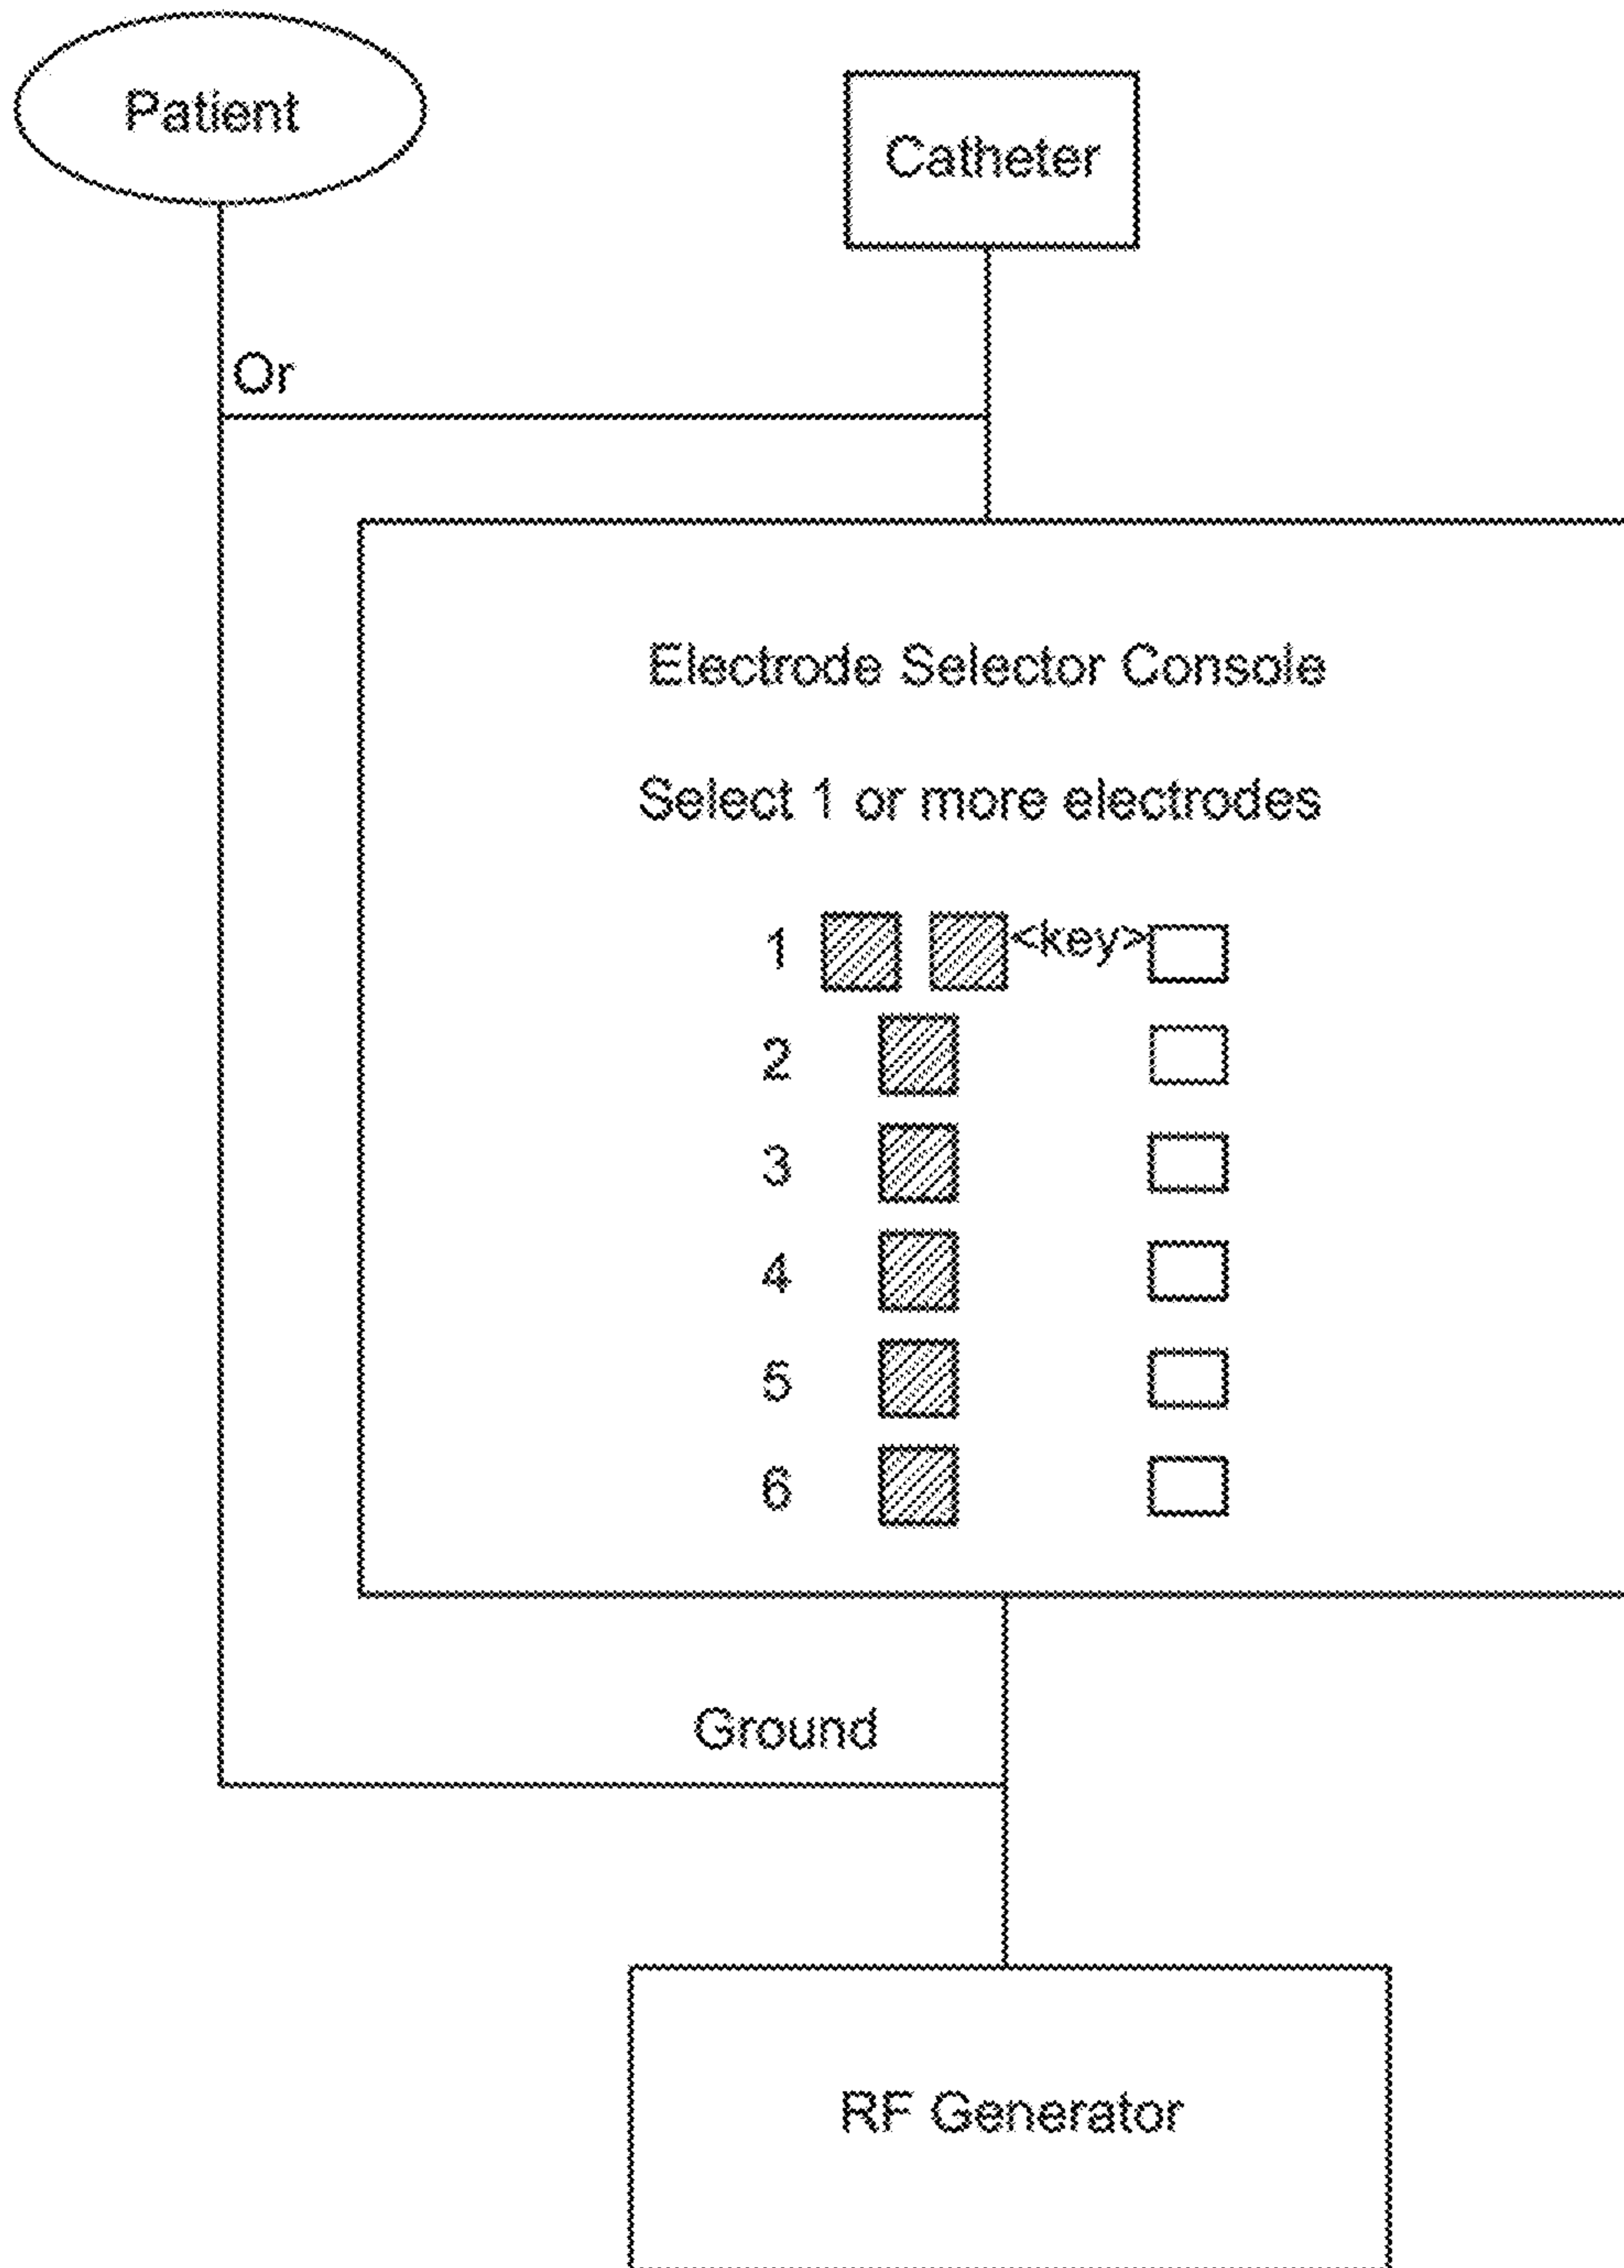 Patient
Catheter
Or
Electrode Selector Console
Select 1 or more electrodes
1 <key>
2
3
4
5
6
Ground
RF Generator